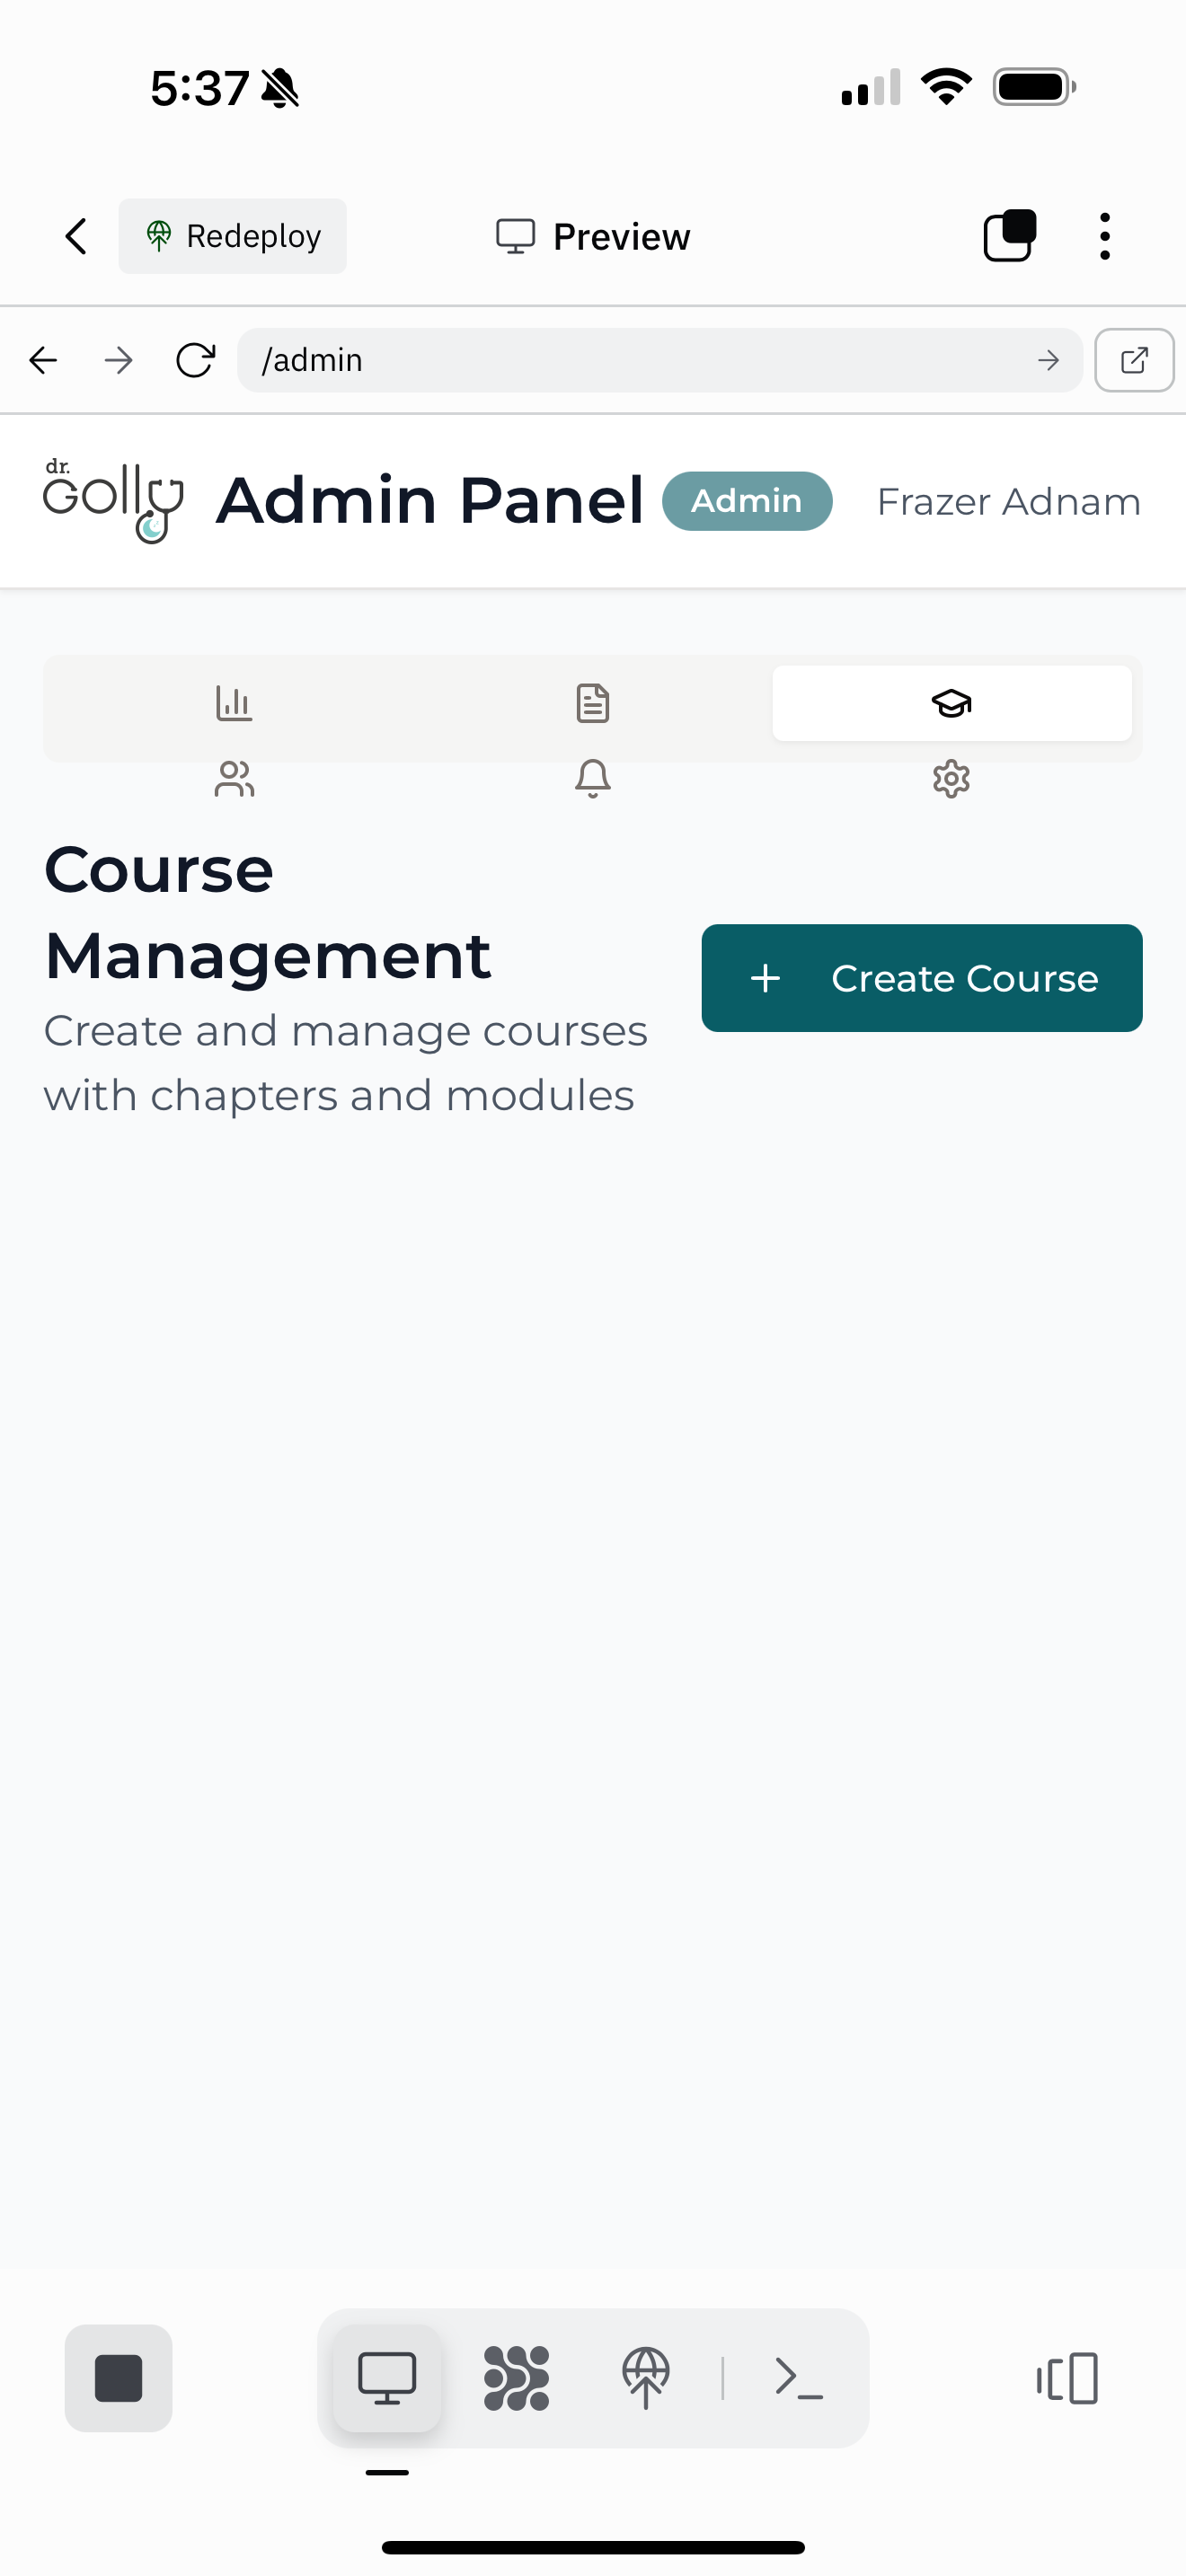 5:37
Redeploy
Preview
/admin
dr.
Golly
Admin Panel
Admin
Frazer Adnam
Course
Management
Create Course
Create and manage courses
with chapters and modules